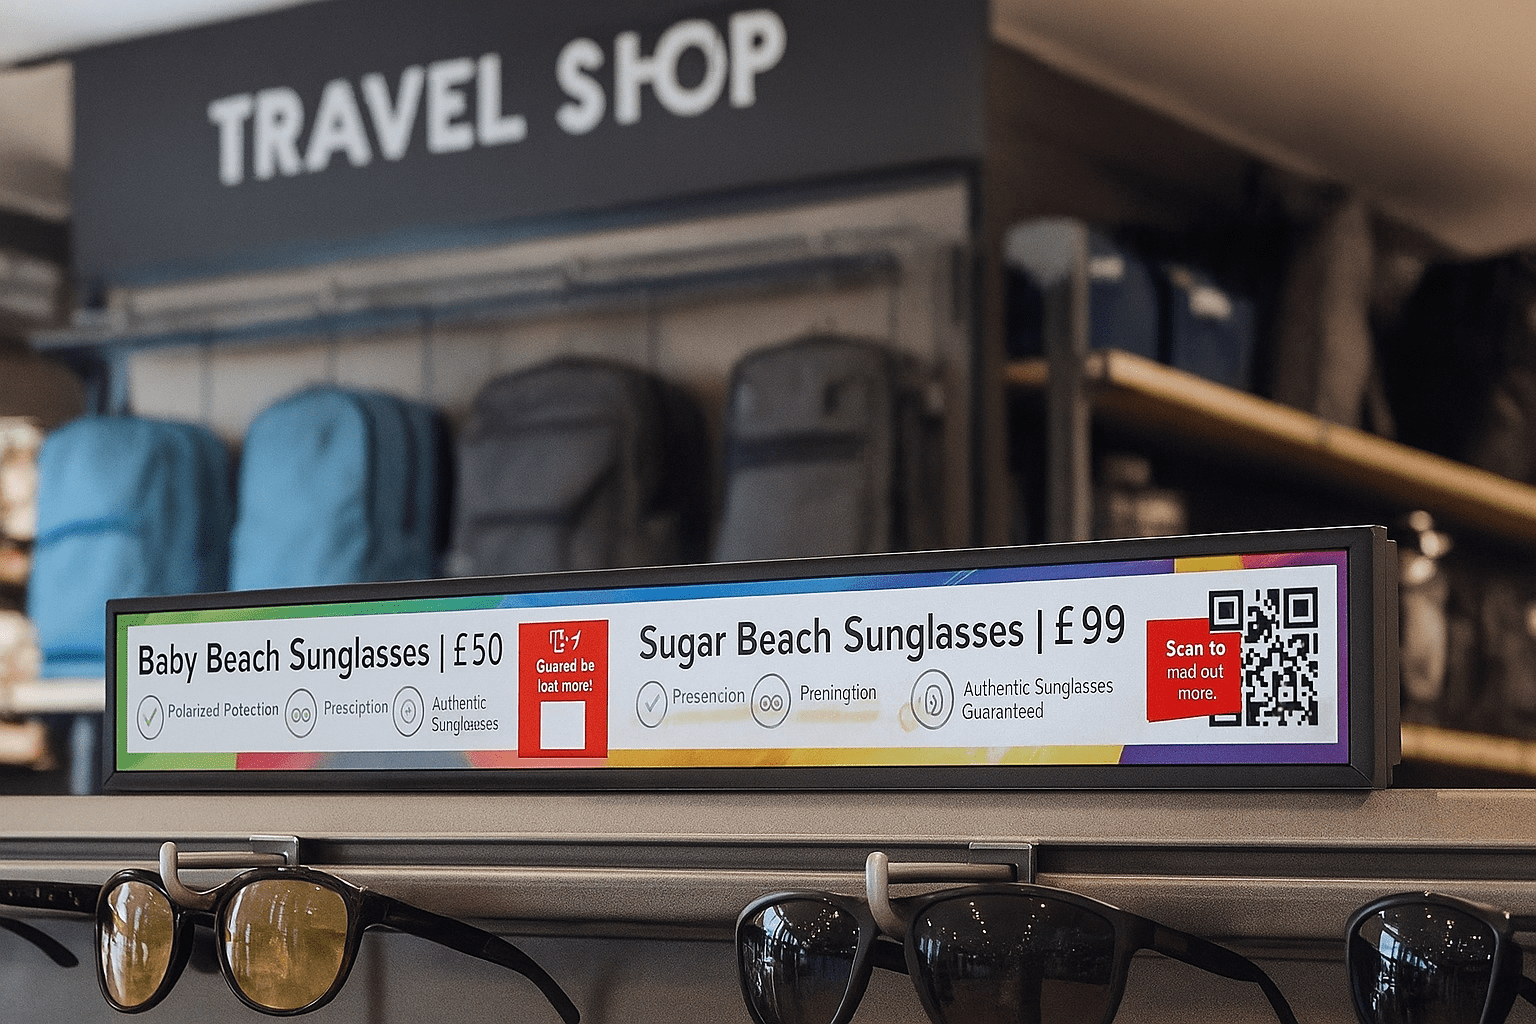 TRAVEL SHOP
Baby Beach Sunglasses | £50
Polarized Potection
Presciption
Authentic
Sunglasses
Guared be
loat more!
Sugar Beach Sunglasses | £99
Presencion
Prenington
Authentic Sunglasses
Guaranteed
Scan to
mad out
more.